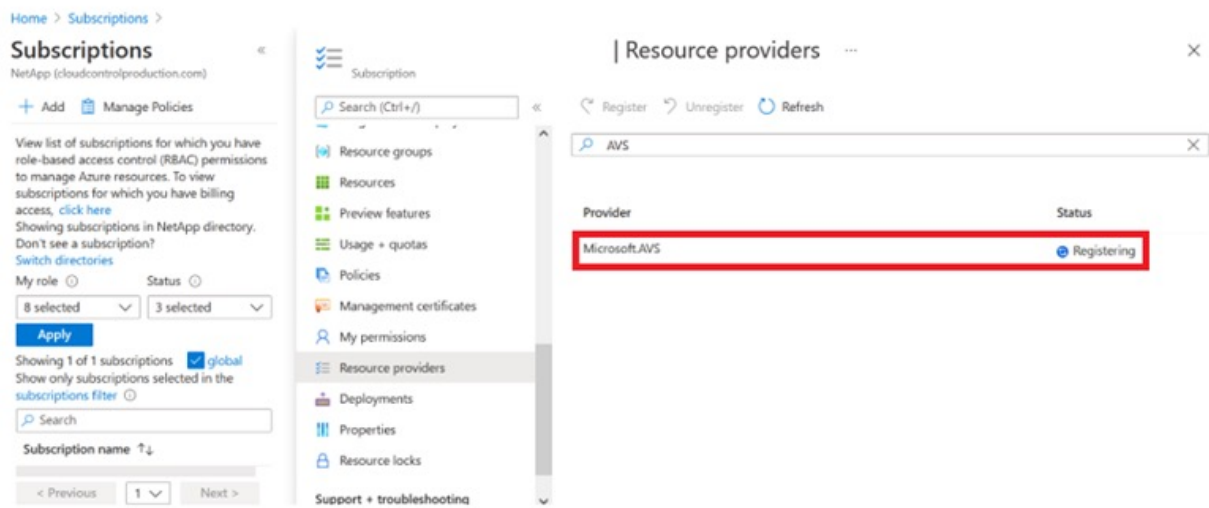 Home > Subscriptions >
Subscriptions «
NetApp (cloudcontrolproduction.com)
+ Add Manage Policies
View list of subscriptions for which you have
role-based access control (RBAC) permissions
to manage Azure resources. To view
subscriptions for which you have billing
access, click here
Showing subscriptions in NetApp directory.
Don't see a subscription?
Switch directories
My role Status
8 selected 3 selected
Apply
Showing 1 of 1 subscriptions global
Show only subscriptions selected in the
subscriptions filter
Search
Subscription name ↑↓
< Previous 1 Next >
Subscription
Search (Ctrl+/) «
Resource groups
Resources
Preview features
Usage + quotas
Policies
Management certificates
My permissions
Resource providers
Deployments
Properties
Resource locks
Support + troubleshooting
| Resource providers ...
Register Unregister Refresh
AVS
Provider Status
Microsoft.AVS Registering